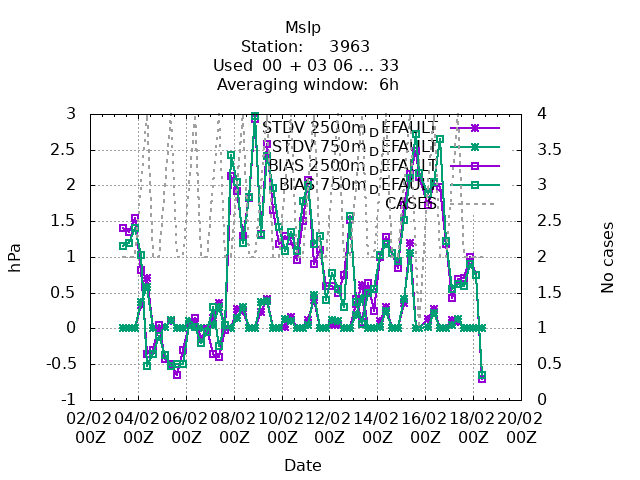 Mslp
Station: 3963
Used 00 + 03 06 ... 33
Averaging window: 6h
STDV 2500m DEFAULT
STDV 750m DEFAULT
BIAS 2500m DEFAULT
BIAS 750m DEFAULT
CASES
3
2.5
2
1.5
1
0.5
0
-0.5
-1
4
3.5
3
2.5
2
1.5
1
0.5
0
hPa
No cases
02/02 04/02 06/02 08/02 10/02 12/02 14/02 16/02 18/02 20/02
00Z 00Z 00Z 00Z 00Z 00Z 00Z 00Z 00Z 00Z
Date